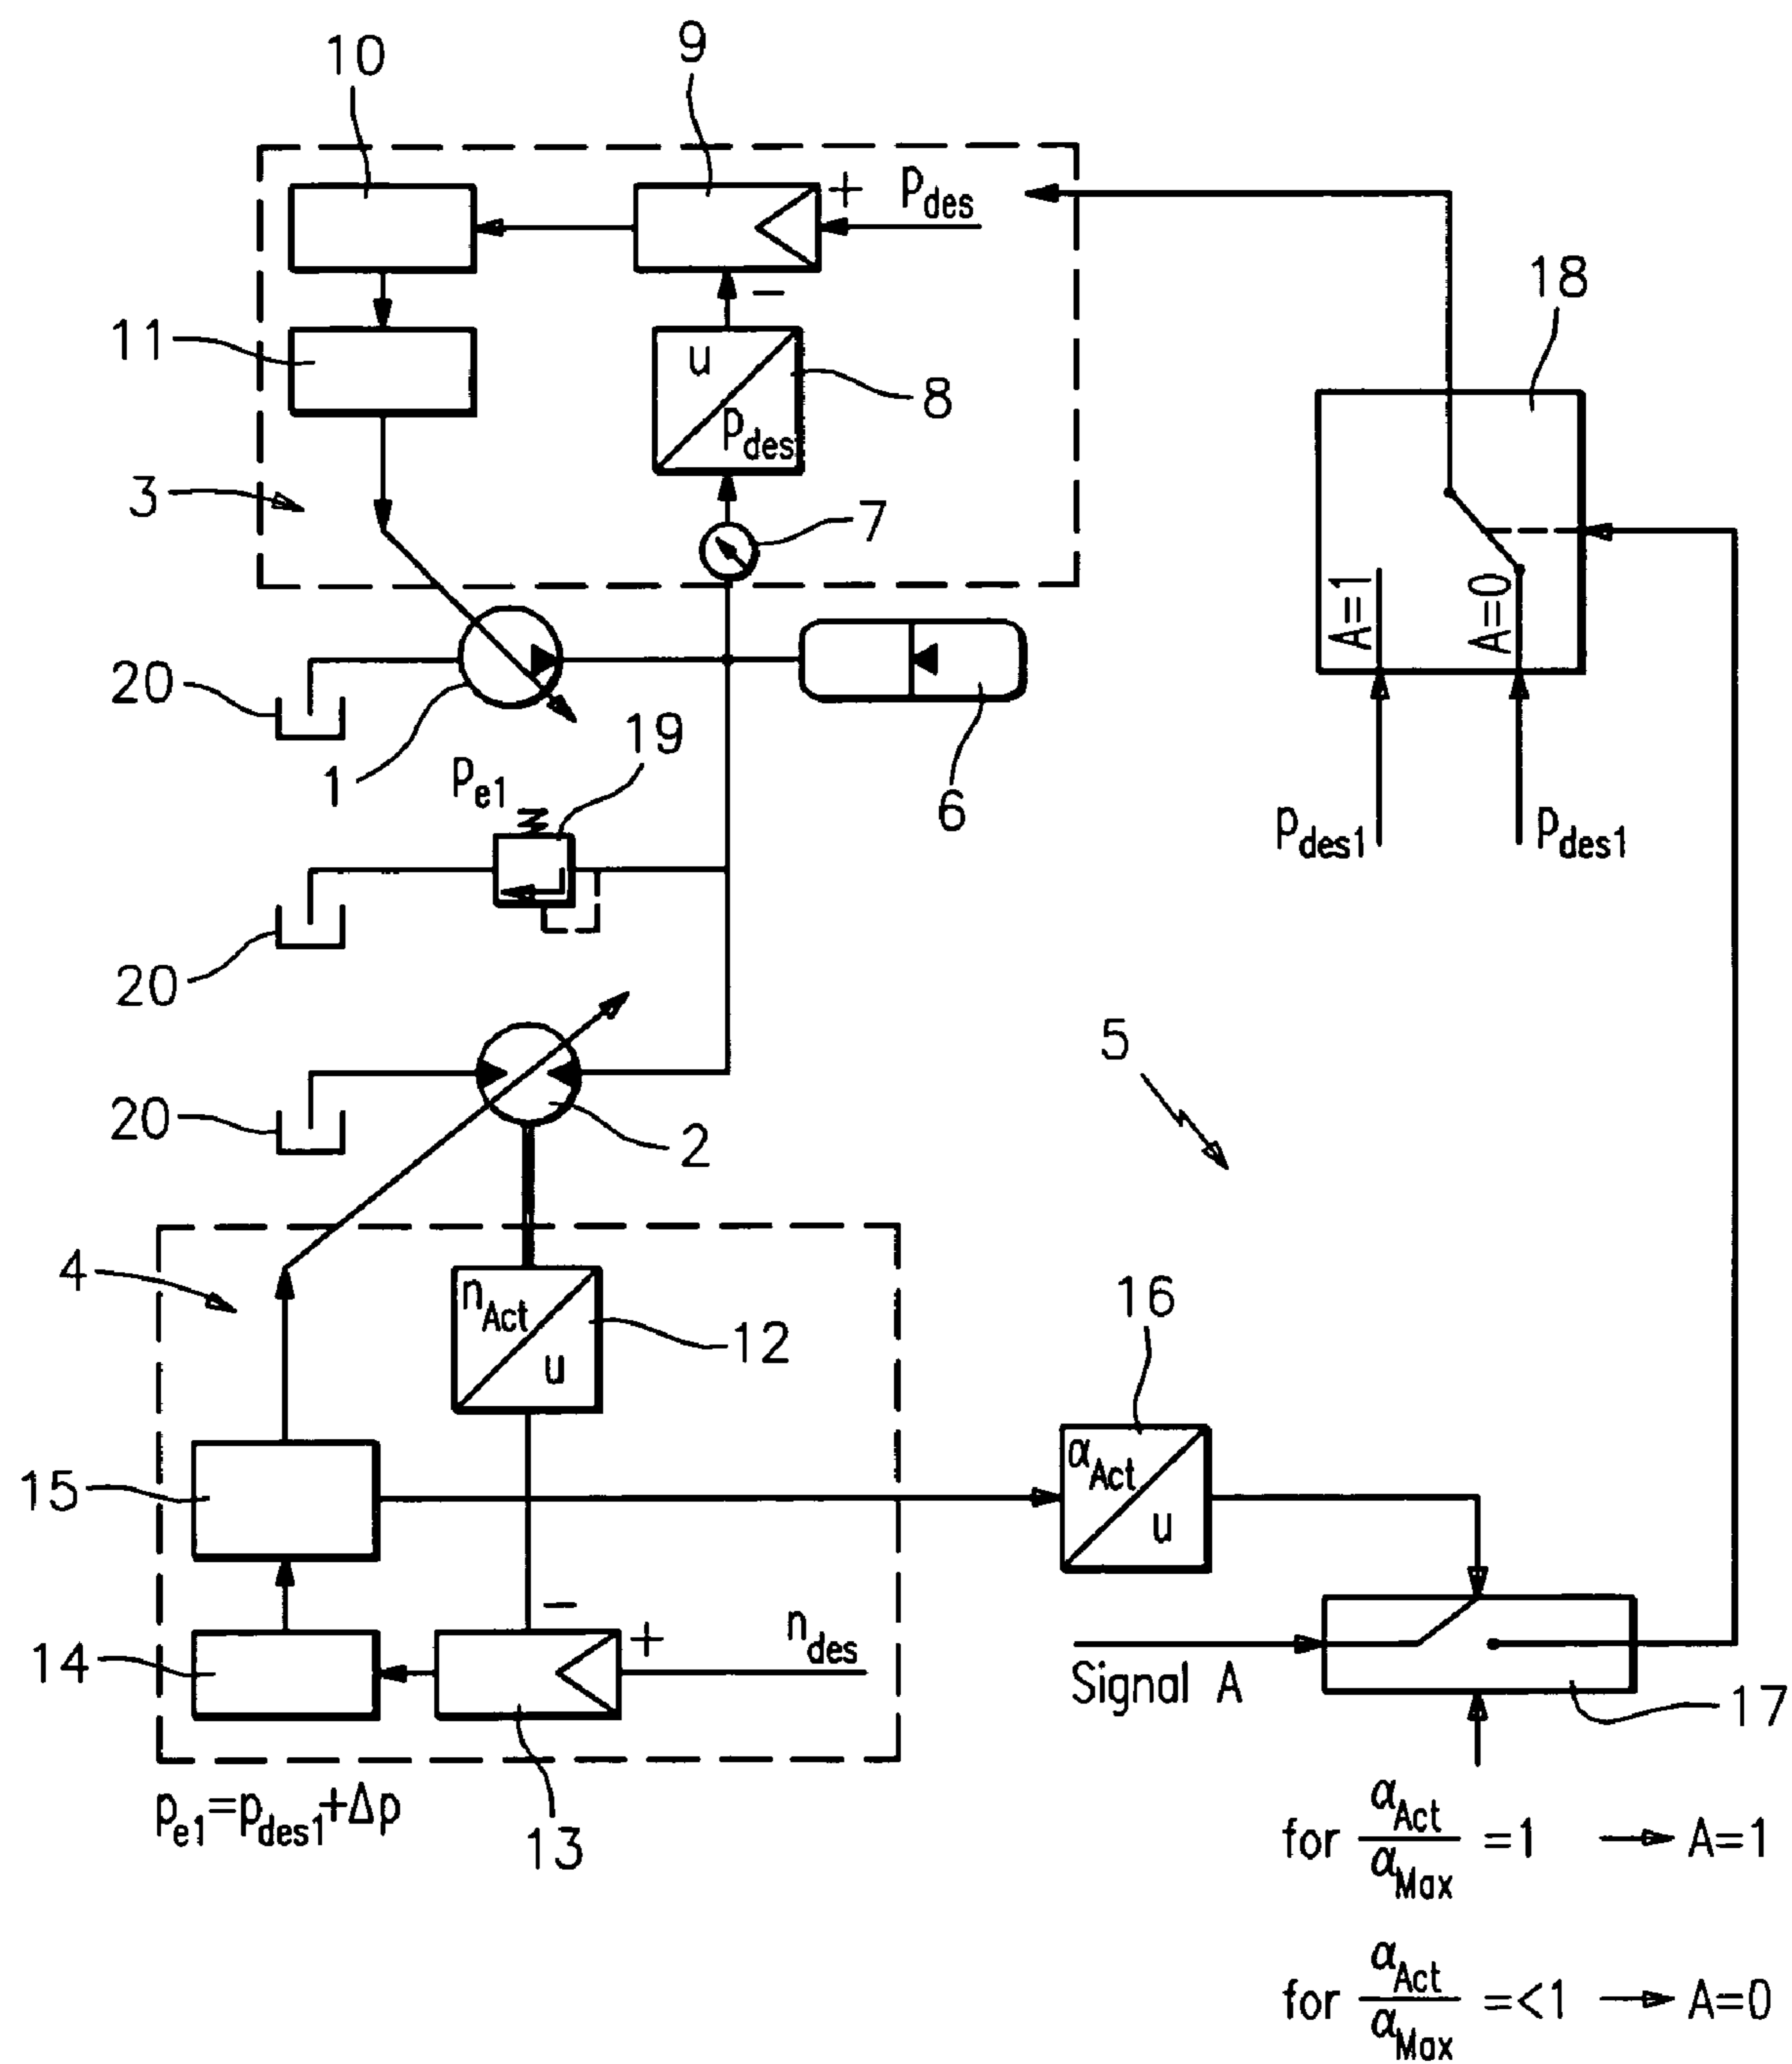 10
9
+
p_des
18
11
−
u
p_des
8
3
7
A=1
A=0
20
1
p_e1
19
6
p_des1
p_des1
20
5
20
2
4
n_Act
u
12
16
α_Act
u
15
−
+
n_des
14
Signal A
17
13
p_e1=p_des1+Δp
for α_Act/α_Max =1 → A=1
for α_Act/α_Max =<1 → A=0